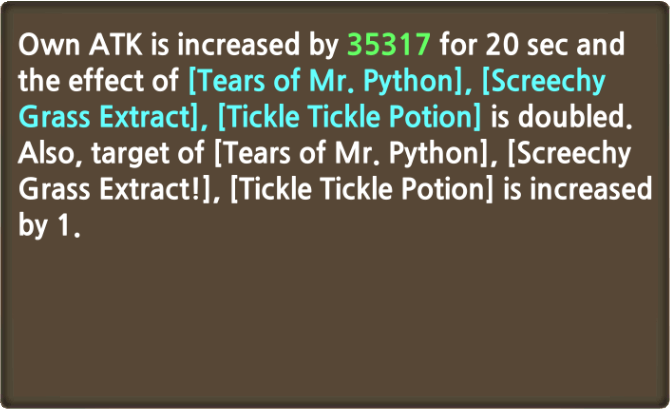 Own ATK is increased by 35317 for 20 sec and
the effect of [Tears of Mr. Python], [Screechy
Grass Extract], [Tickle Tickle Potion] is doubled.
Also, target of [Tears of Mr. Python], [Screechy
Grass Extract!], [Tickle Tickle Potion] is increased
by 1.